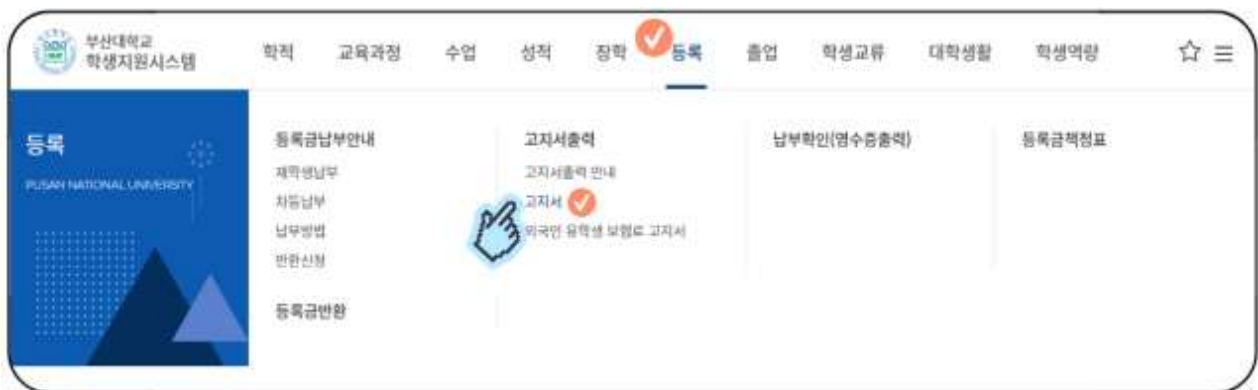 부산대학교
학생지원시스템
학적 교육과정 수업 성적 장학 등록 졸업 학생교류 대학생활 학생역량
등록
PUSAN NATIONAL UNIVERSITY
등록금납부안내
재학생납부
차등납부
납부방법
반환신청
등록금반환
고지서출력
고지서출력 안내
고지서
외국인 유학생 보험료 고지서
납부확인(영수증출력)
등록금책정표